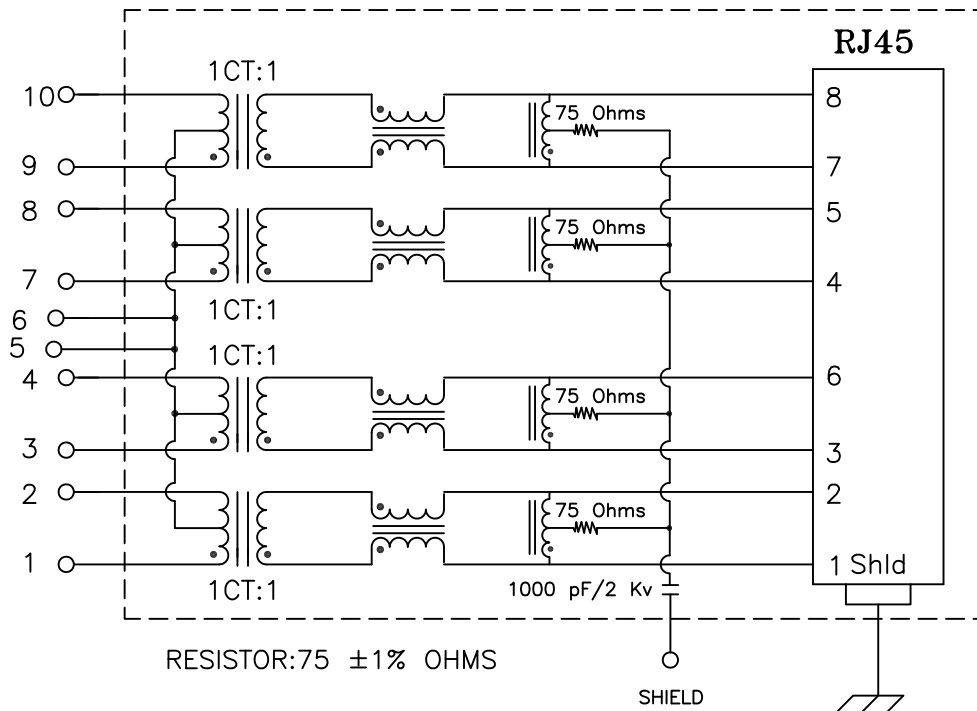 RJ45
1CT:1
10
8
75 Ohms
9
7
8
5
75 Ohms
7
4
1CT:1
6
5
1CT:1
4
6
75 Ohms
3
3
2
2
75 Ohms
1
1 Shld
1CT:1
1000 pF/2 Kv
RESISTOR:75 ±1% OHMS
SHIELD